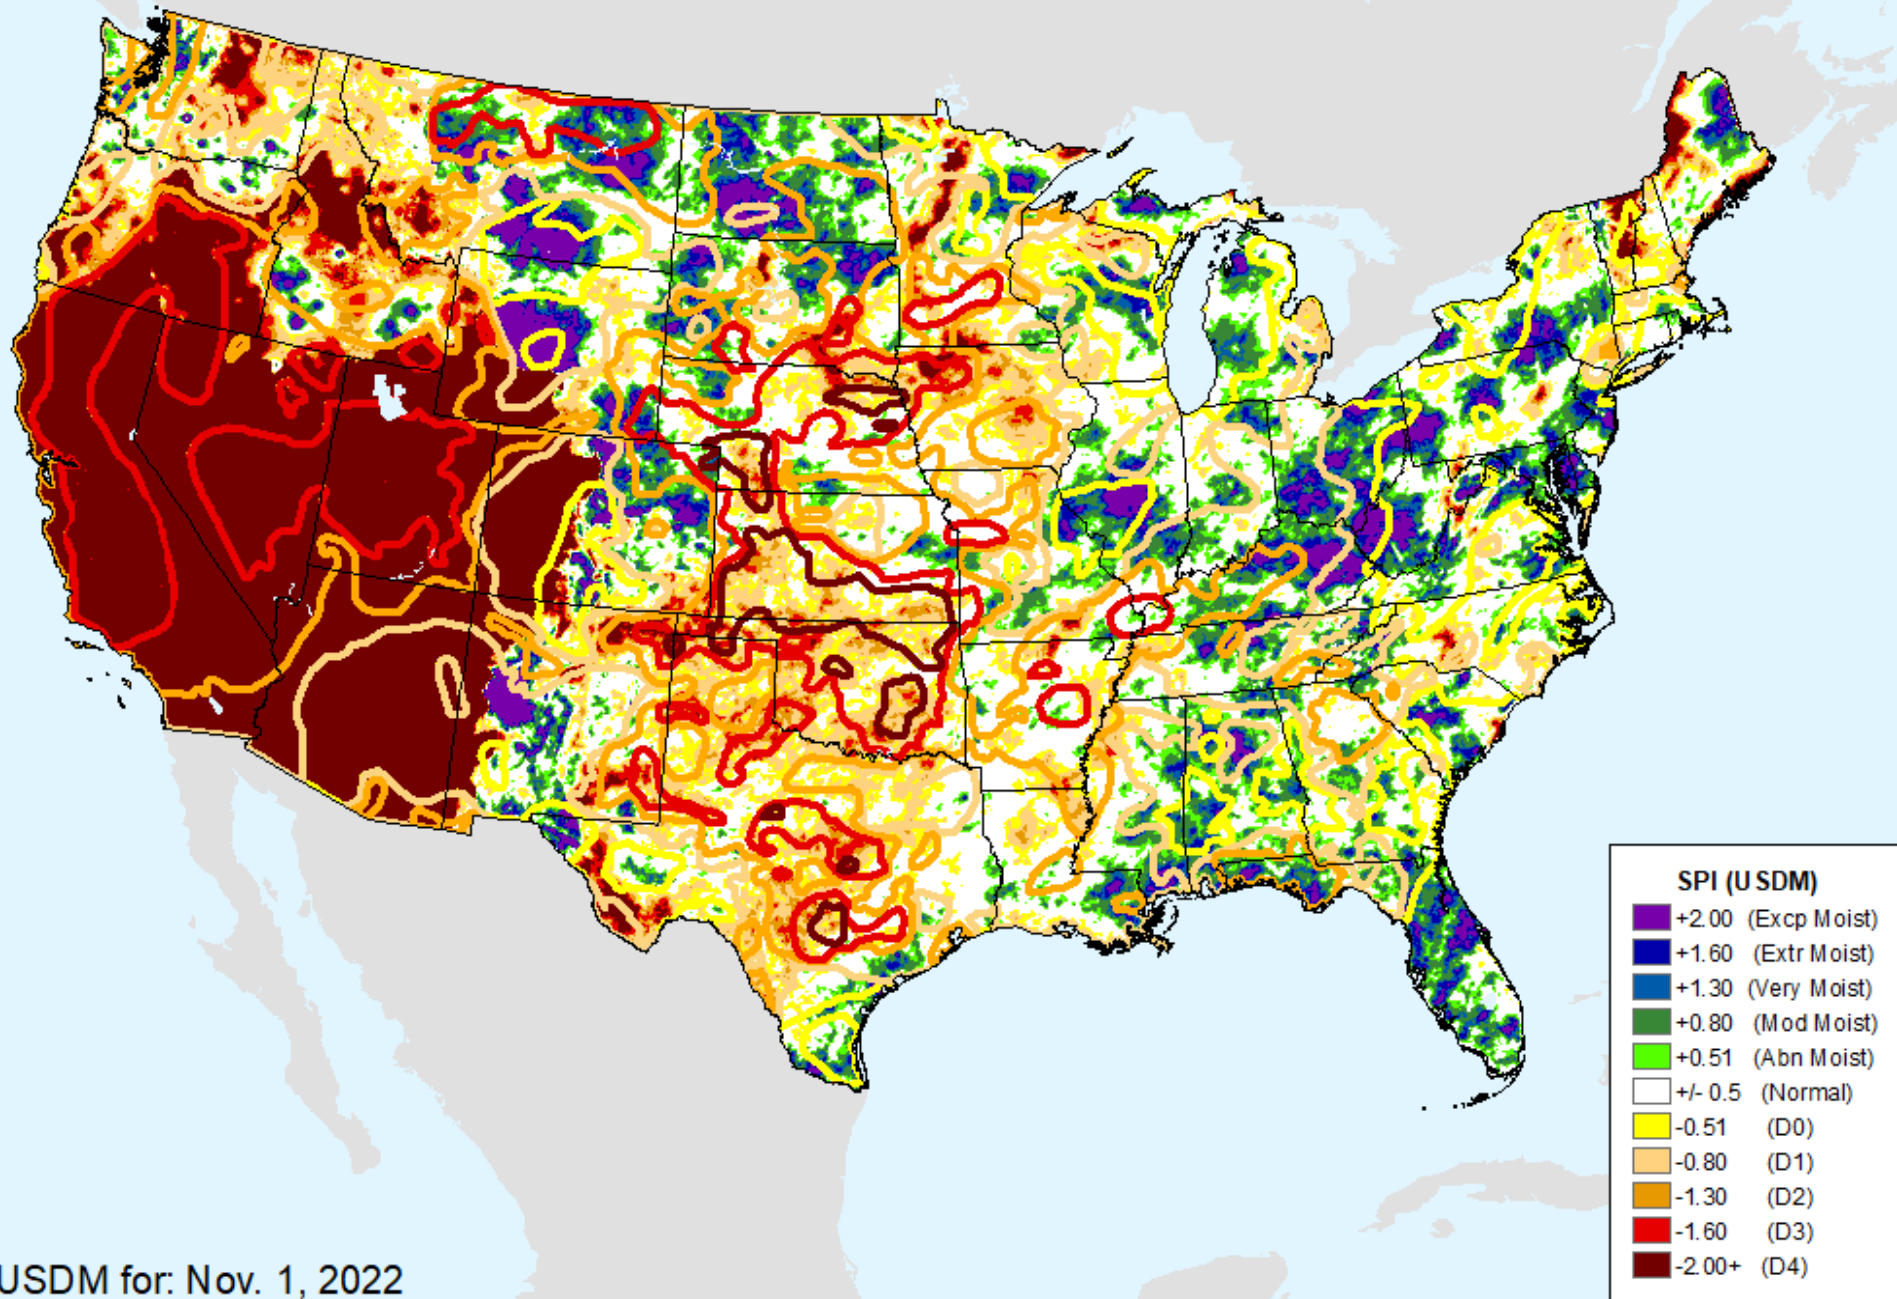 SPI (USDM)
+2.00 (Excp Moist)
+1.60 (Extr Moist)
+1.30 (Very Moist)
+0.80 (Mod Moist)
+0.51 (Abn Moist)
+/- 0.5 (Normal)
-0.51 (D0)
-0.80 (D1)
-1.30 (D2)
-1.60 (D3)
-2.00+ (D4)
USDM for: Nov. 1, 2022